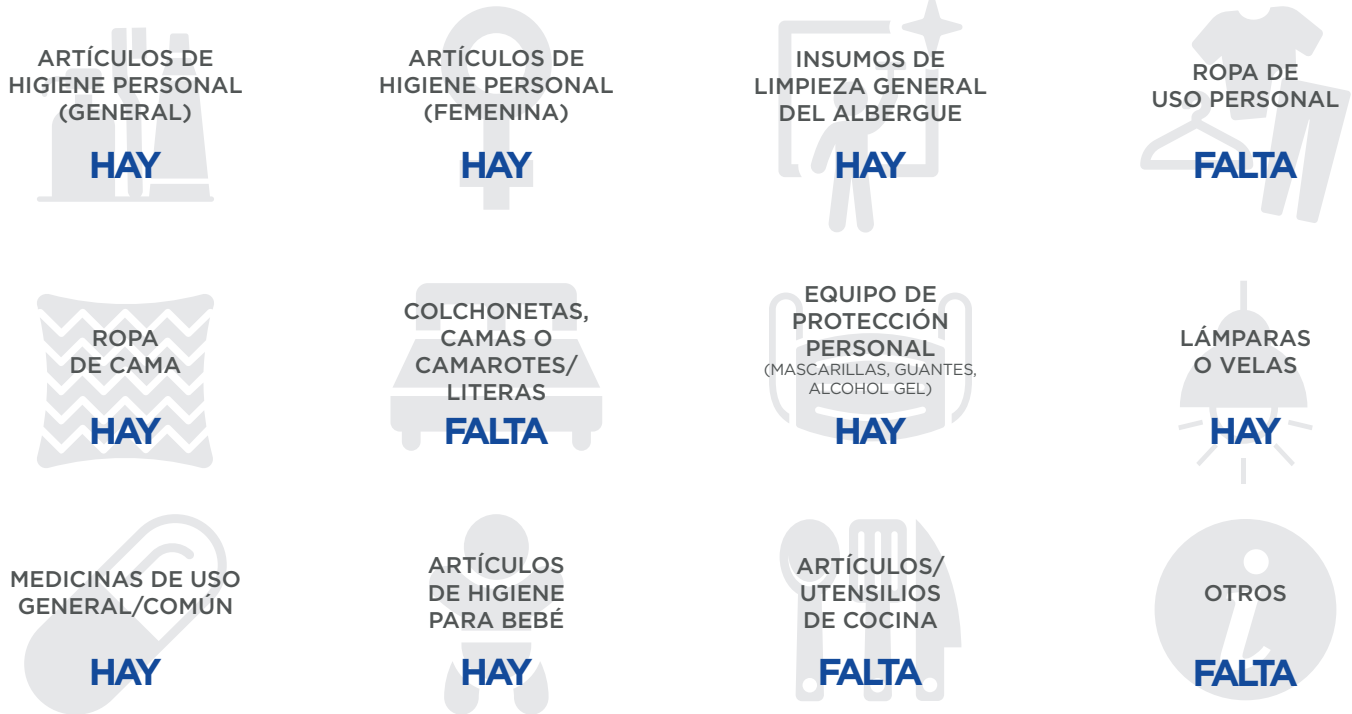 ARTÍCULOS DE
HIGIENE PERSONAL
(GENERAL)
HAY
ARTÍCULOS DE
HIGIENE PERSONAL
(FEMENINA)
HAY
INSUMOS DE
LIMPIEZA GENERAL
DEL ALBERGUE
HAY
ROPA DE
USO PERSONAL
FALTA
ROPA
DE CAMA
HAY
COLCHONETAS,
CAMAS O
CAMAROTES/
LITERAS
FALTA
EQUIPO DE
PROTECCIÓN
PERSONAL
(MASCARILLAS, GUANTES,
ALCOHOL GEL)
HAY
LÁMPARAS
O VELAS
HAY
MEDICINAS DE USO
GENERAL/COMÚN
HAY
ARTÍCULOS
DE HIGIENE
PARA BEBÉ
HAY
ARTÍCULOS/
UTENSILIOS
DE COCINA
FALTA
OTROS
FALTA